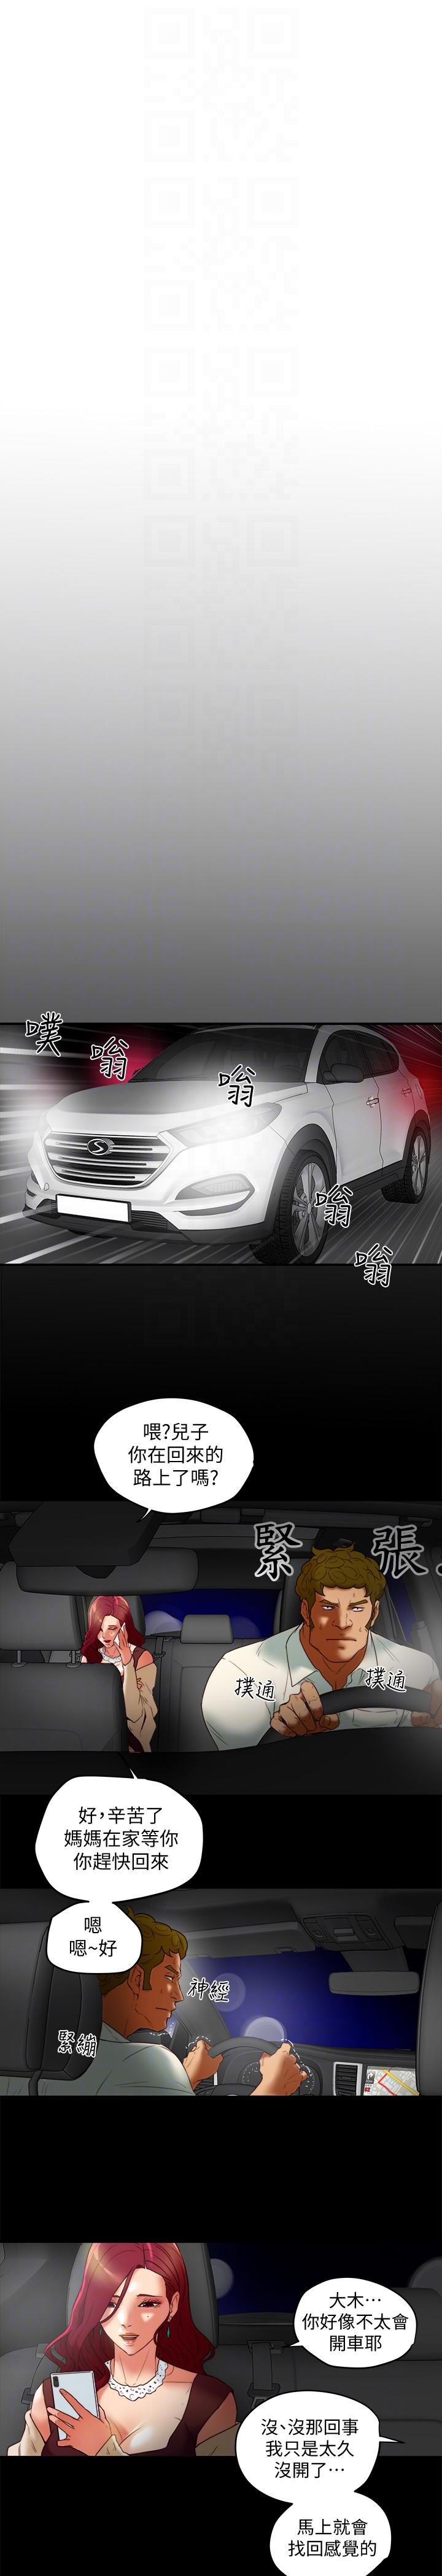 噗
嗡
嗡
嗡
嗡
喂?兒子
你在回來的
路上了嗎?
緊張
撲通
撲通
好,辛苦了
媽媽在家等你
你趕快回來
嗯
嗯~好
神經
緊繃
大木…
你好像不太會
開車耶
沒、沒那回事
我只是太久
沒開了…
馬上就會
找回感覺的